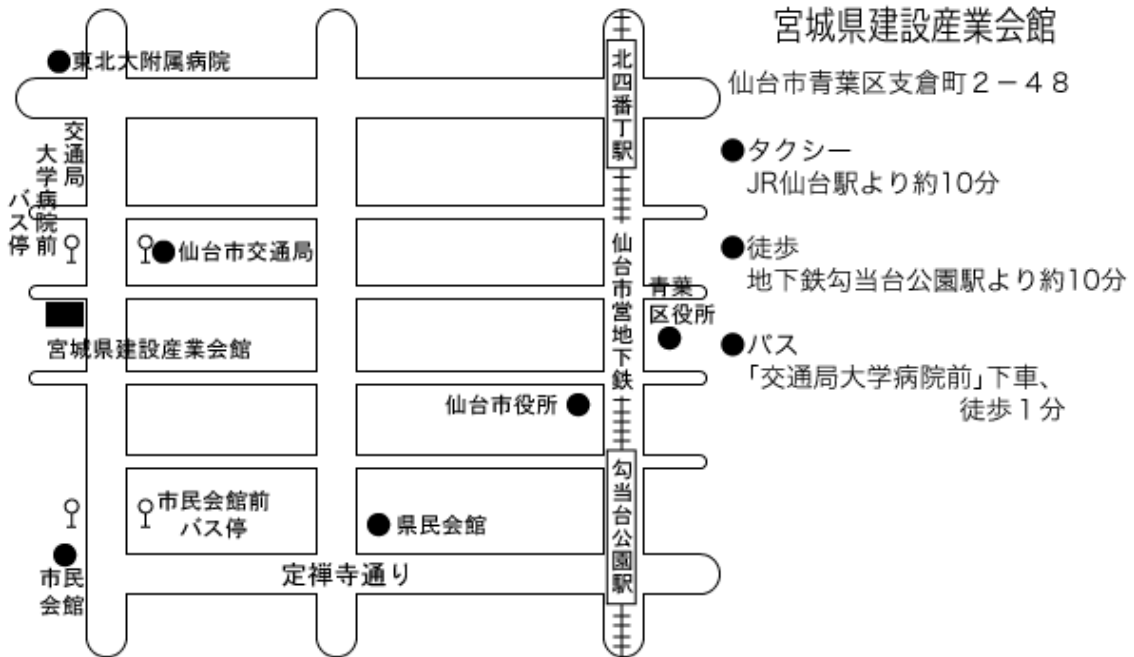 宮城県建設産業会館
仙台市青葉区支倉町２－４８
●タクシー
JR仙台駅より約10分
●徒歩
地下鉄勾当台公園駅より約10分
●バス
「交通局大学病院前」下車、
徒歩１分
●東北大附属病院
北四番丁駅
交通局
大学病院前
バス停
●仙台市交通局
仙台市営地下鉄
青葉
区役所
宮城県建設産業会館
仙台市役所●
勾当台公園駅
市民会館前
バス停
●県民会館
市民
会館
定禅寺通り